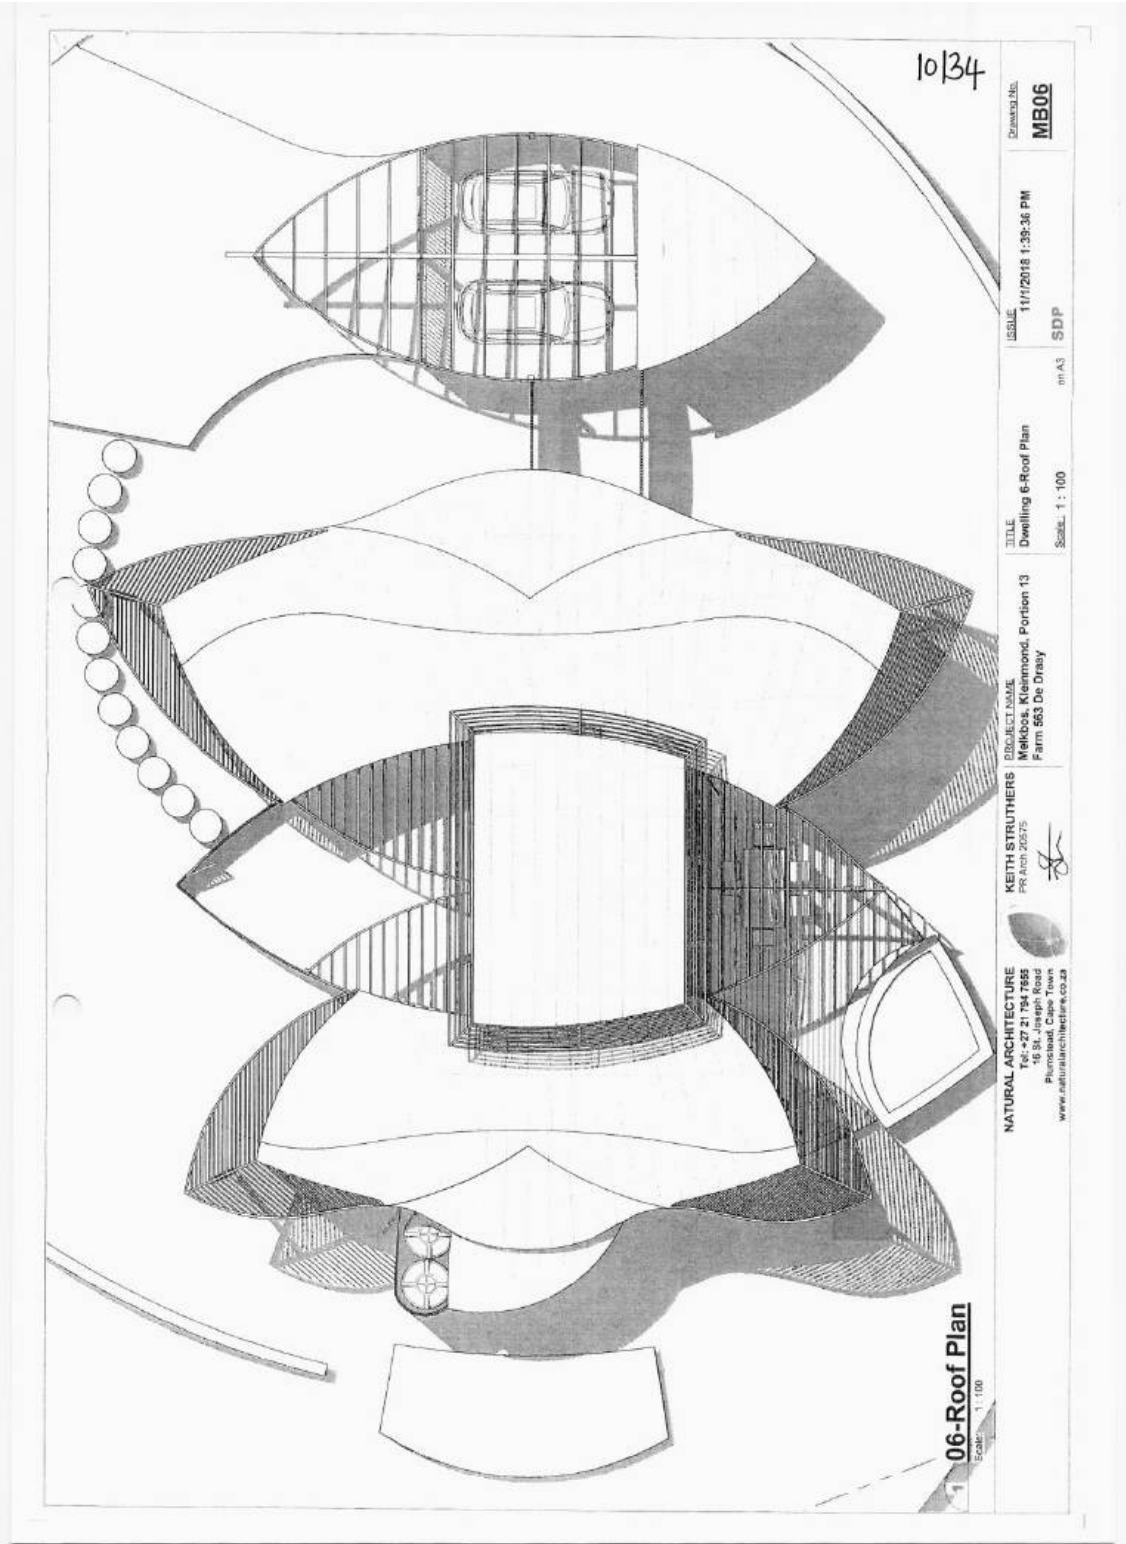 10/34
Drawing No.
MB06
ISSUE
11/1/2018 1:39:36 PM
SDP
on A3
TITLE
Dwelling 6-Roof Plan
Scale: 1 : 100
PROJECT NAME
Melkbos, Kleinmond, Portion 13
Farm 563 De Draay
KEITH STRUTHERS
PR Arch 20575
NATURAL ARCHITECTURE
Tel: +27 21 794 7655
16 St. Joseph Road
Plumstead, Cape Town
www.naturalarchitecture.co.za
1
06-Roof Plan
Scale: 1 : 100